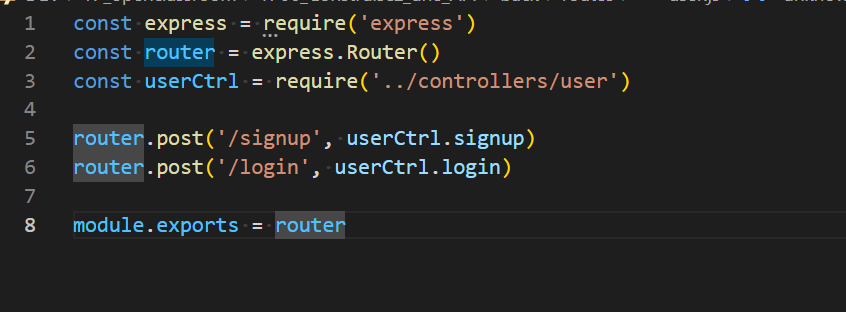 1 const express = require('express')
2 const router = express.Router()
3 const userCtrl = require('../controllers/user')
4
5 router.post('/signup', userCtrl.signup)
6 router.post('/login', userCtrl.login)
7
8 module.exports = router